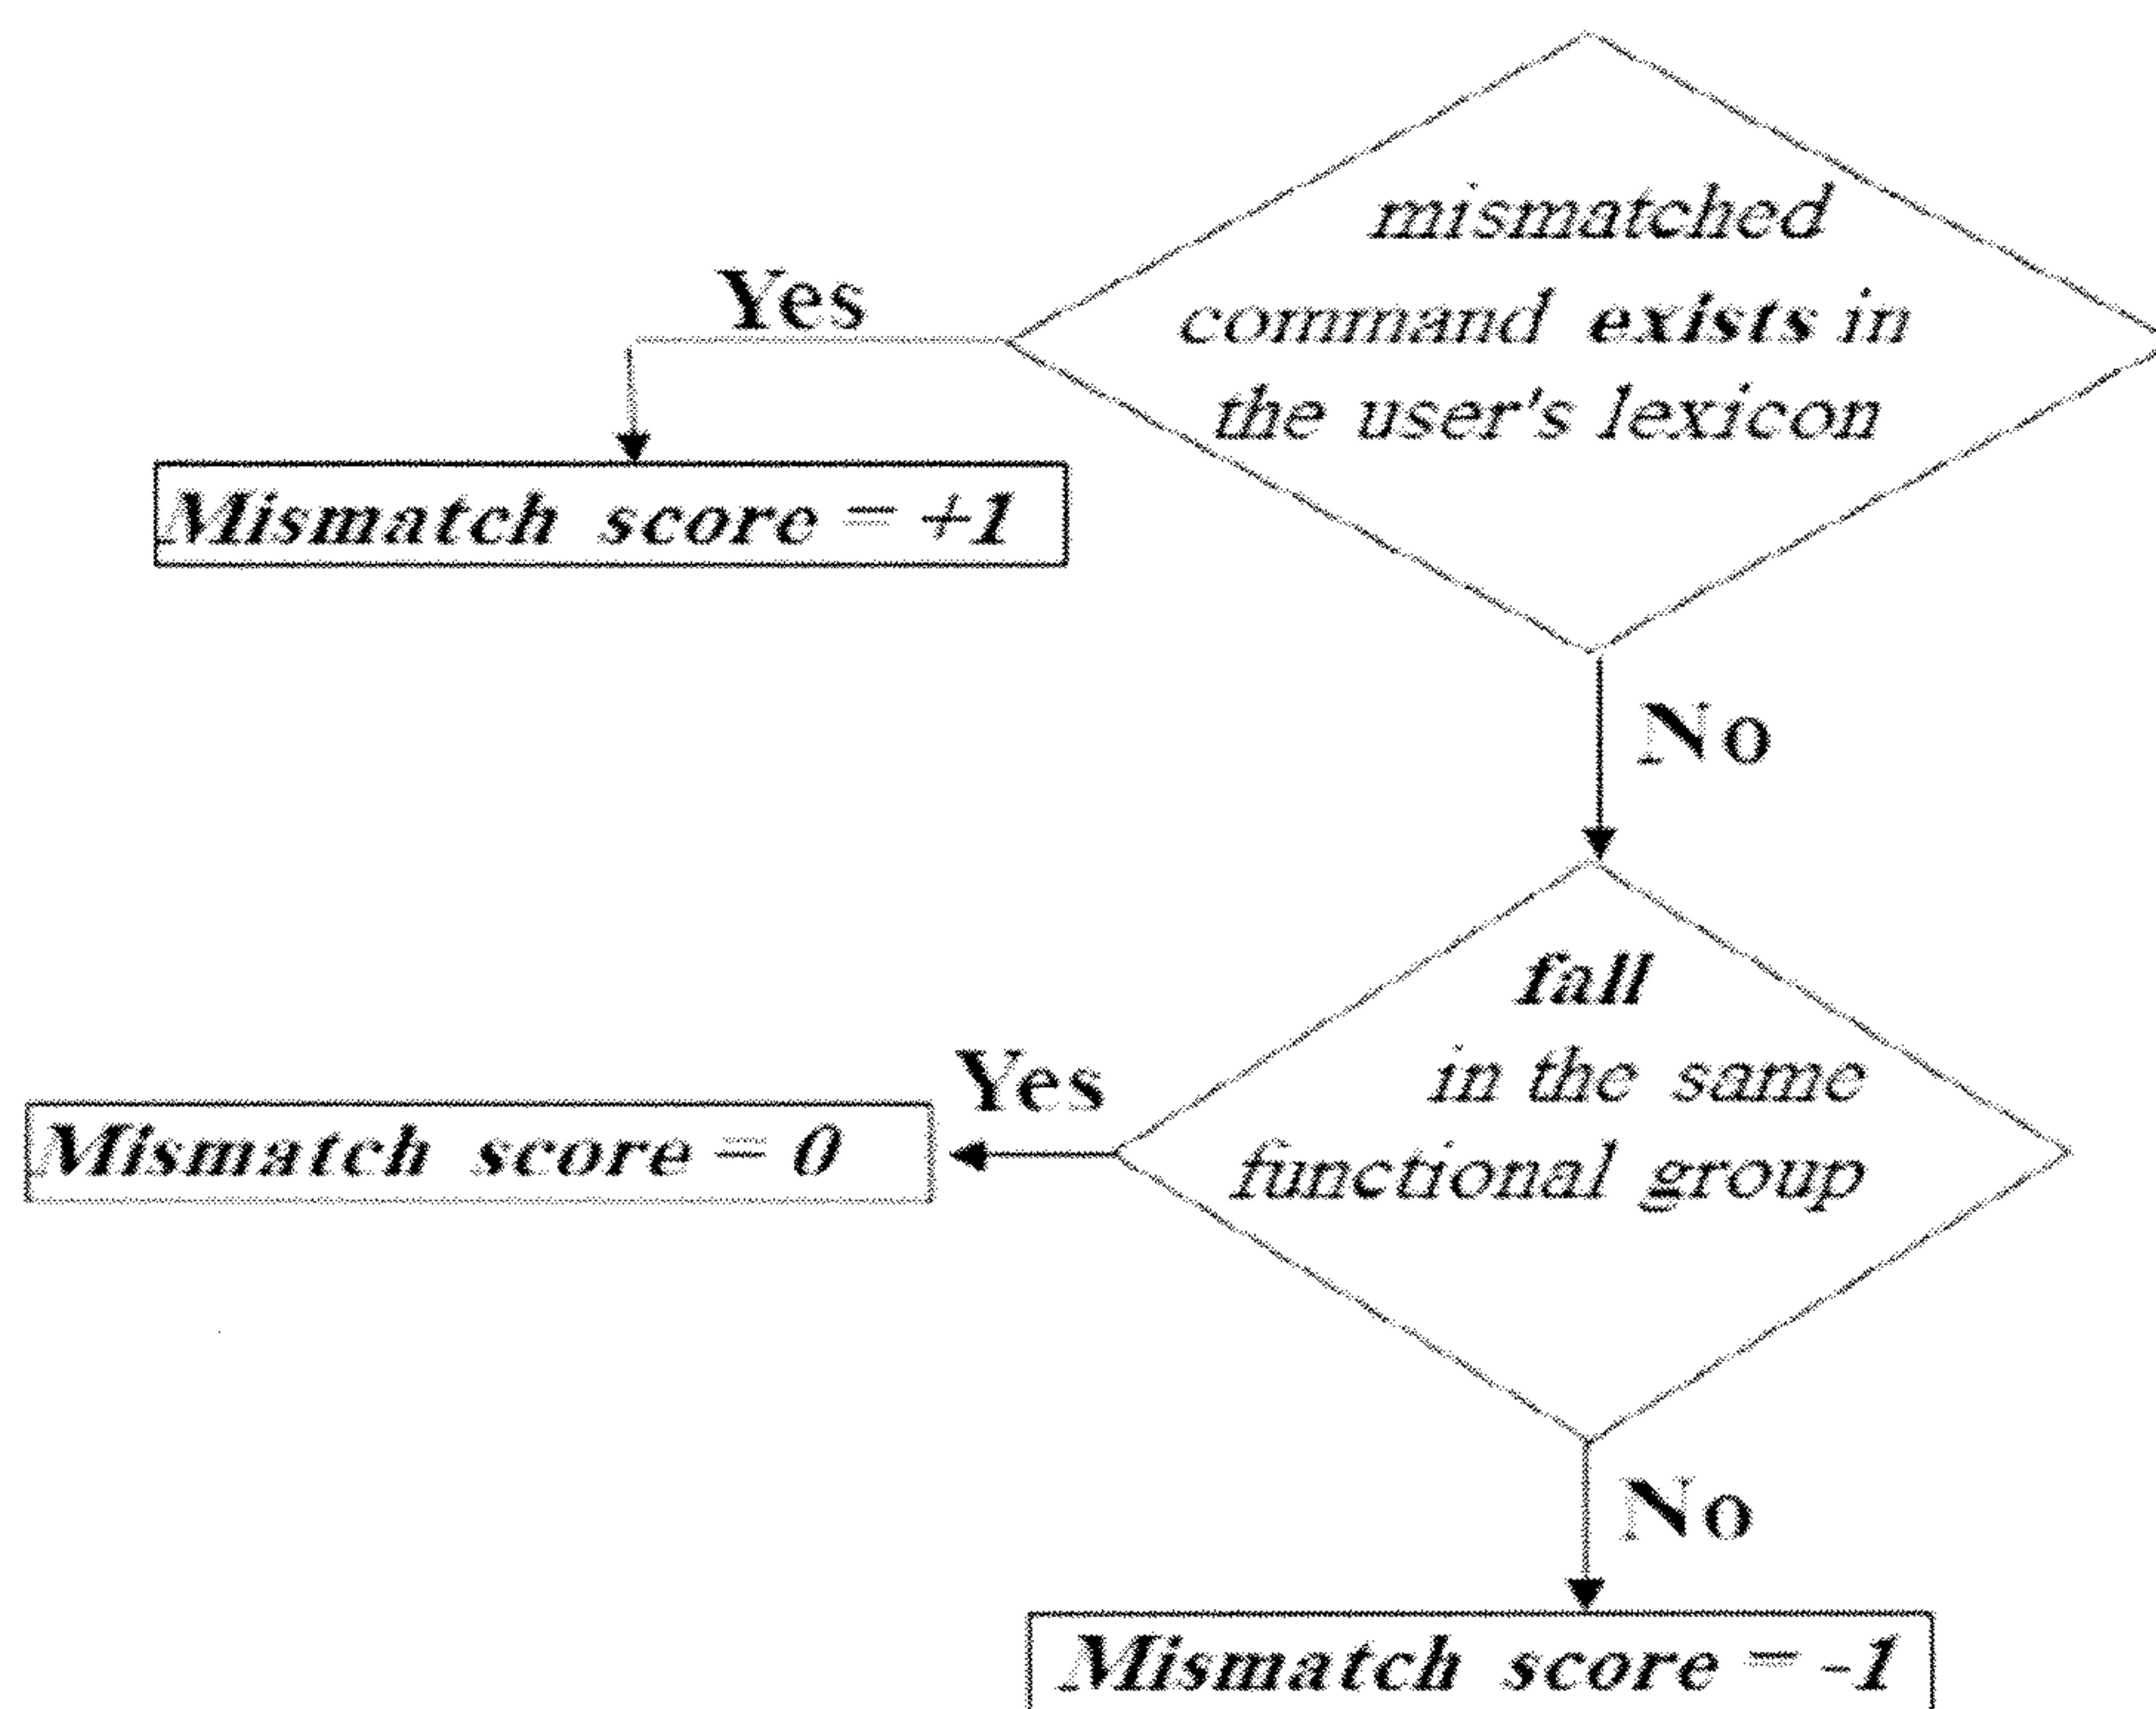 mismatched
command exists in
the user's lexicon
Yes
Mismatch score = +1
No
fall
in the same
functional group
Yes
Mismatch score = 0
No
Mismatch score = -1